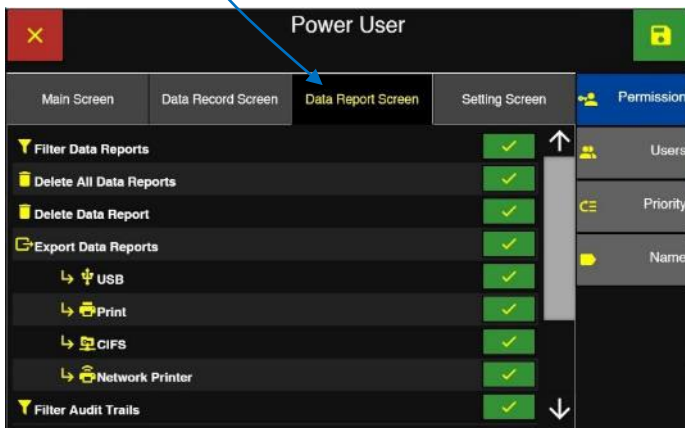 Power User
Main Screen Data Record Screen Data Report Screen Setting Screen Permission
Filter Data Reports
Users
Delete All Data Reports
Delete Data Report
Priority
Export Data Reports
Name
USB
Print
CIFS
Network Printer
Filter Audit Trails